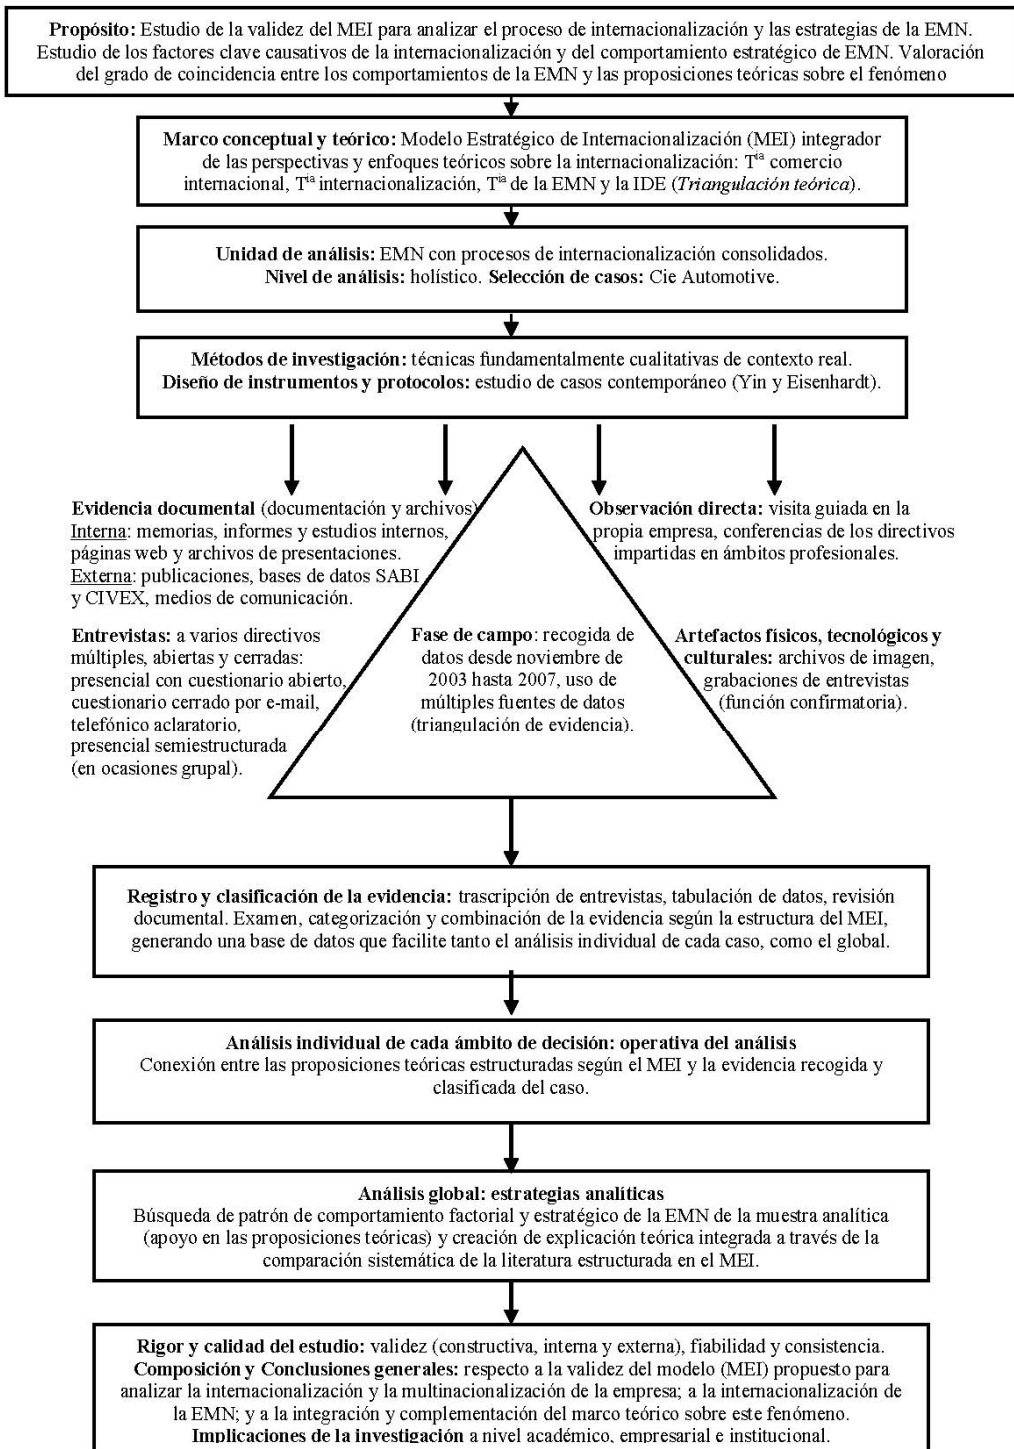 Propósito: Estudio de la validez del MEI para analizar el proceso de internacionalización y las estrategias de la EMN.
Estudio de los factores clave causativos de la internacionalización y del comportamiento estratégico de EMN. Valoración
del grado de coincidencia entre los comportamientos de la EMN y las proposiciones teóricas sobre el fenómeno
Marco conceptual y teórico: Modelo Estratégico de Internacionalización (MEI) integrador
de las perspectivas y enfoques teóricos sobre la internacionalización: Tía comercio
internacional, Tía internacionalización, Tía de la EMN y la IDE (Triangulación teórica).
Unidad de análisis: EMN con procesos de internacionalización consolidados.
Nivel de análisis: holístico. Selección de casos: Cie Automotive.
Métodos de investigación: técnicas fundamentalmente cualitativas de contexto real.
Diseño de instrumentos y protocolos: estudio de casos contemporáneo (Yin y Eisenhardt).
Evidencia documental (documentación y archivos)
Interna: memorias, informes y estudios internos,
páginas web y archivos de presentaciones.
Externa: publicaciones, bases de datos SABI
y CIVEX, medios de comunicación.
Observación directa: visita guiada en la
propia empresa, conferencias de los directivos
impartidas en ámbitos profesionales.
Entrevistas: a varios directivos
múltiples, abiertas y cerradas:
presencial con cuestionario abierto,
cuestionario cerrado por e-mail,
telefónico aclaratorio,
presencial semiestructurada
(en ocasiones grupal).
Fase de campo: recogida de
datos desde noviembre de
2003 hasta 2007, uso de
múltiples fuentes de datos
(triangulación de evidencia).
Artefactos físicos, tecnológicos y
culturales: archivos de imagen,
grabaciones de entrevistas
(función confirmatoria).
Registro y clasificación de la evidencia: trascripción de entrevistas, tabulación de datos, revisión
documental. Examen, categorización y combinación de la evidencia según la estructura del MEI,
generando una base de datos que facilite tanto el análisis individual de cada caso, como el global.
Análisis individual de cada ámbito de decisión: operativa del análisis
Conexión entre las proposiciones teóricas estructuradas según el MEI y la evidencia recogida y
clasificada del caso.
Análisis global: estrategias analíticas
Búsqueda de patrón de comportamiento factorial y estratégico de la EMN de la muestra analítica
(apoyo en las proposiciones teóricas) y creación de explicación teórica integrada a través de la
comparación sistemática de la literatura estructurada en el MEI.
Rigor y calidad del estudio: validez (constructiva, interna y externa), fiabilidad y consistencia.
Composición y Conclusiones generales: respecto a la validez del modelo (MEI) propuesto para
analizar la internacionalización y la multinacionalización de la empresa; a la internacionalización de
la EMN; y a la integración y complementación del marco teórico sobre este fenómeno.
Implicaciones de la investigación a nivel académico, empresarial e institucional.